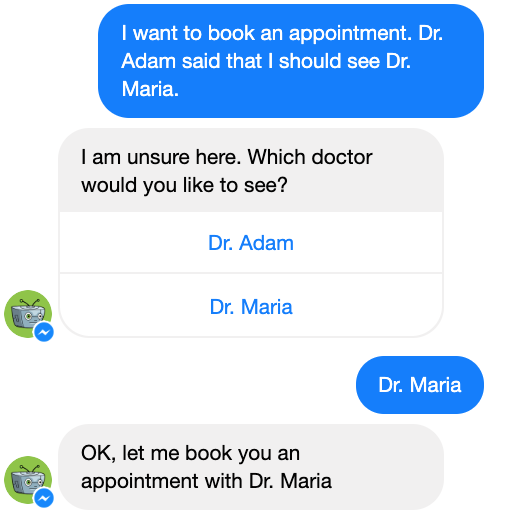 I want to book an appointment. Dr.
Adam said that I should see Dr.
Maria.
I am unsure here. Which doctor
would you like to see?
Dr. Adam
Dr. Maria
Dr. Maria
OK, let me book you an
appointment with Dr. Maria